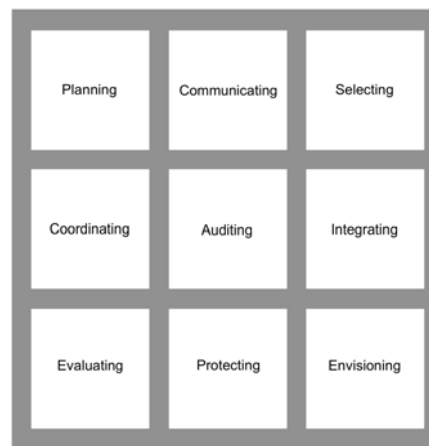 Planning
Communicating
Selecting
Coordinating
Auditing
Integrating
Evaluating
Protecting
Envisioning